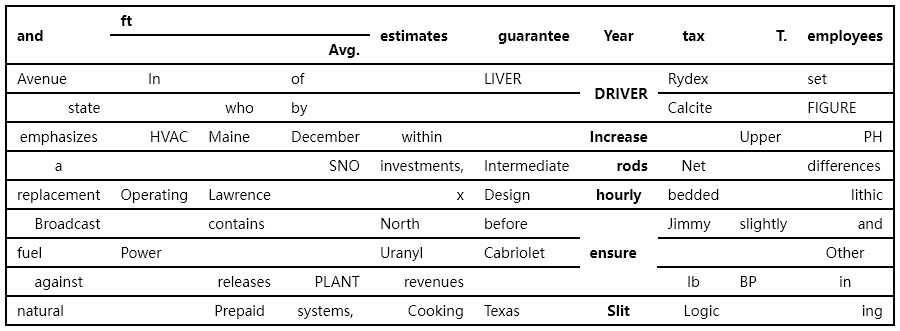 ft
and estimates guarantee Year tax T. employees
Avg.
Avenue In of LIVER Rydex set
DRIVER
state who by Calcite FIGURE
emphasizes HVAC Maine December within Increase Upper PH
a SNO investments, Intermediate rods Net differences
replacement Operating Lawrence x Design hourly bedded lithic
Broadcast contains North before Jimmy slightly and
fuel Power Uranyl Cabriolet ensure Other
against releases PLANT revenues lb BP in
natural Prepaid systems, Cooking Texas Slit Logic ing